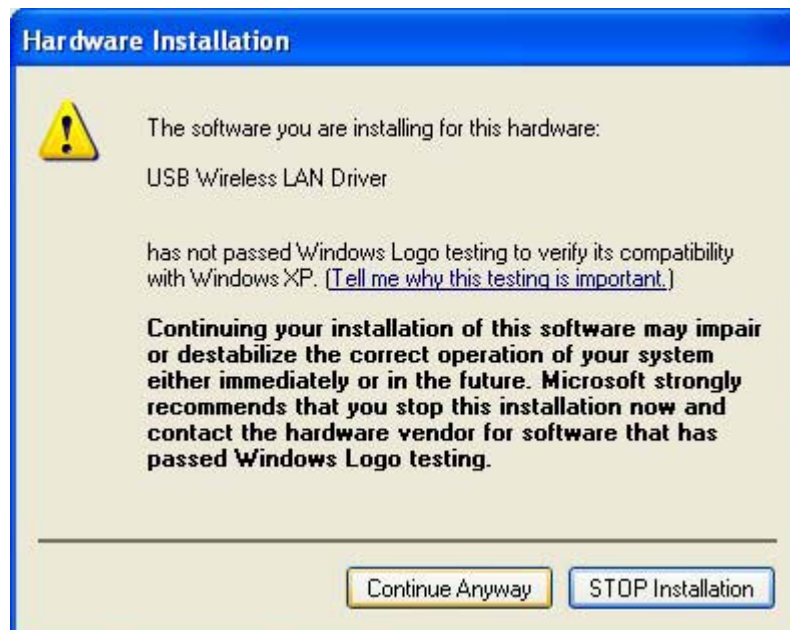 Hardware Installation
The software you are installing for this hardware:
USB Wireless LAN Driver
has not passed Windows Logo testing to verify its compatibility
with Windows XP. (Tell me why this testing is important.)
Continuing your installation of this software may impair
or destabilize the correct operation of your system
either immediately or in the future. Microsoft strongly
recommends that you stop this installation now and
contact the hardware vendor for software that has
passed Windows Logo testing.
Continue Anyway STOP Installation